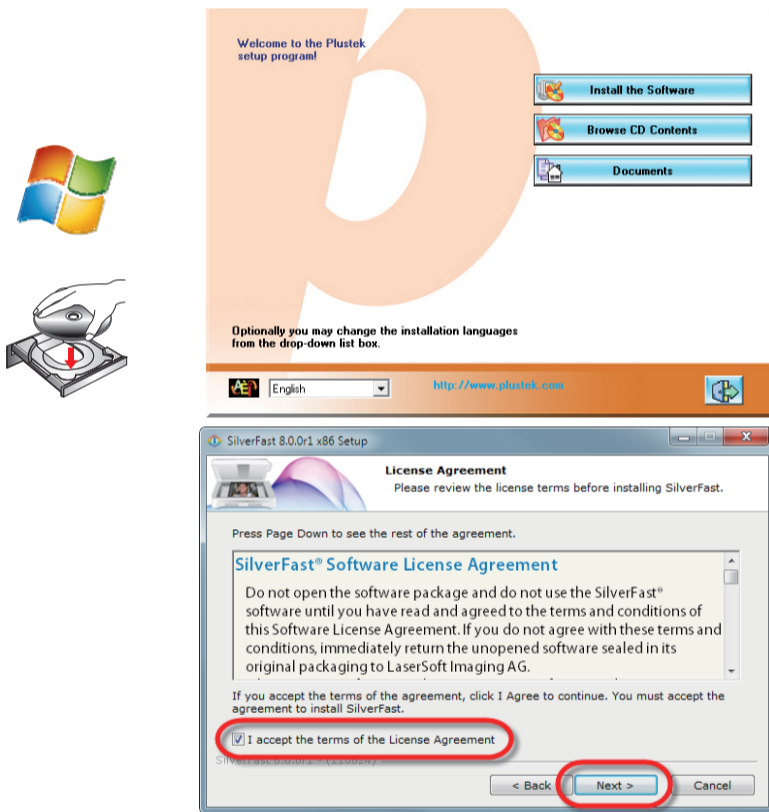 Welcome to the Plustek
setup program!
Install the Software
Browse CD Contents
Documents
Optionally you may change the installation languages
from the drop-down list box.
English
http://www.plustek.com
SilverFast 8.0.0r1 x86 Setup
License Agreement
Please review the license terms before installing SilverFast.
Press Page Down to see the rest of the agreement.
SilverFast® Software License Agreement
Do not open the software package and do not use the SilverFast®
software until you have read and agreed to the terms and conditions of
this Software License Agreement. If you do not agree with these terms and
conditions, immediately return the unopened software sealed in its
original packaging to LaserSoft Imaging AG.
If you accept the terms of the agreement, click I Agree to continue. You must accept the
agreement to install SilverFast.
I accept the terms of the License Agreement
SilverFast 8.0.0r1 - (110824)
< Back
Next >
Cancel